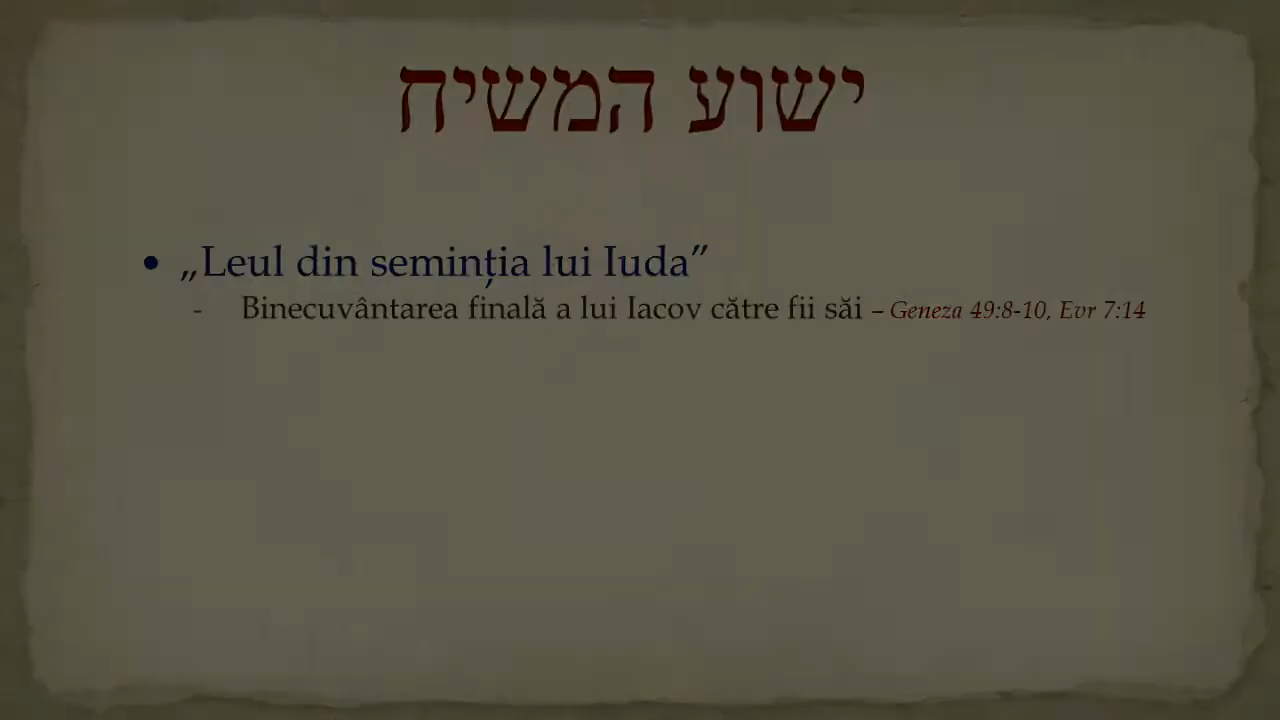 ישוע המשיח
• „Leul din seminția lui Iuda”
- Binecuvântarea finală a lui Iacov către fii săi – Geneza 49:8-10, Evr 7:14